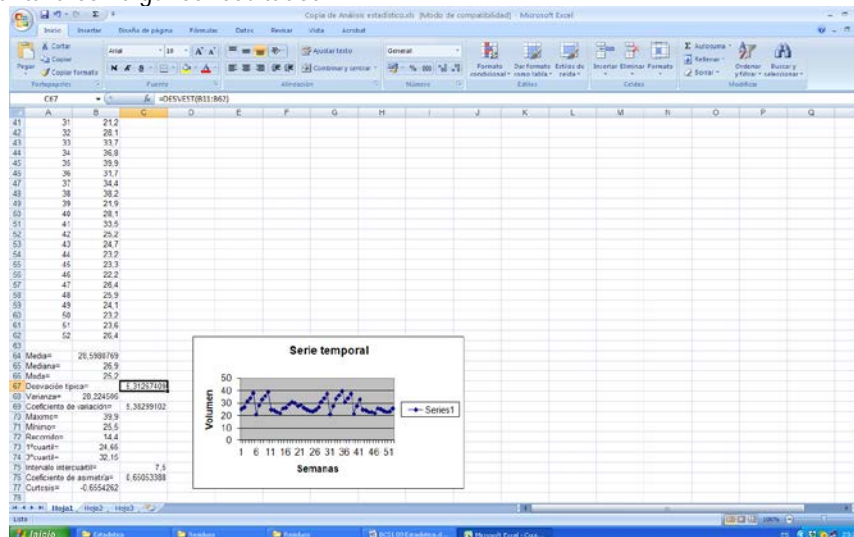 Copia de Análisis estadístico.xls [Modo de compatibilidad] - Microsoft Excel
Inicio Insertar Diseño de página Fórmulas Datos Revisar Vista Acrobat
Cortar Arial 10 Ajustar texto General Σ Autosuma
Copiar Rellenar
Pegar Copiar formato N K S Combinar y centrar Formato condicional Dar formato como tabla Estilos de celda Insertar Eliminar Formato Borrar Ordenar y filtrar Buscar y seleccionar
Portapapeles Fuente Alineación Número Estilos Celdas Modificar
C67 fx =DESVEST(B11:B62)
A B C D E F G H I J K L M N O P Q
41 31 21,2
42 32 28,1
43 33 33,7
44 34 36,8
45 35 39,9
46 36 31,7
47 37 34,4
48 38 38,2
49 39 21,9
50 40 28,1
51 41 33,5
52 42 25,2
53 43 24,7
54 44 23,2
55 45 23,3
56 46 22,2
57 47 26,4
58 48 25,9
59 49 24,1
60 50 23,2
61 51 23,6
62 52 26,4
63
64 Media= 28,5980769
65 Mediana= 26,9
66 Moda= 25,2
67 Desviación típica= 5,31267409
68 Varianza= 28,224506
69 Coeficiente de variación= 5,38299102
70 Máximo= 39,9
71 Mínimo= 25,5
72 Recorrido= 14,4
73 1ºcuartil= 24,65
74 3ºcuartil= 32,15
75 Intervalo intercuartil= 7,5
76 Coeficiente de asimetría= 0,65053388
77 Curtosis= -0,6554262
78
Serie temporal
Volumen
50
40
30
20
10
0
1 6 11 16 21 26 31 36 41 46 51
Semanas
Series1
Hoja1 Hoja2 Hoja3
Listo 100%
Inicio Estadística Residuos Residuos Microsoft Excel - Copia...